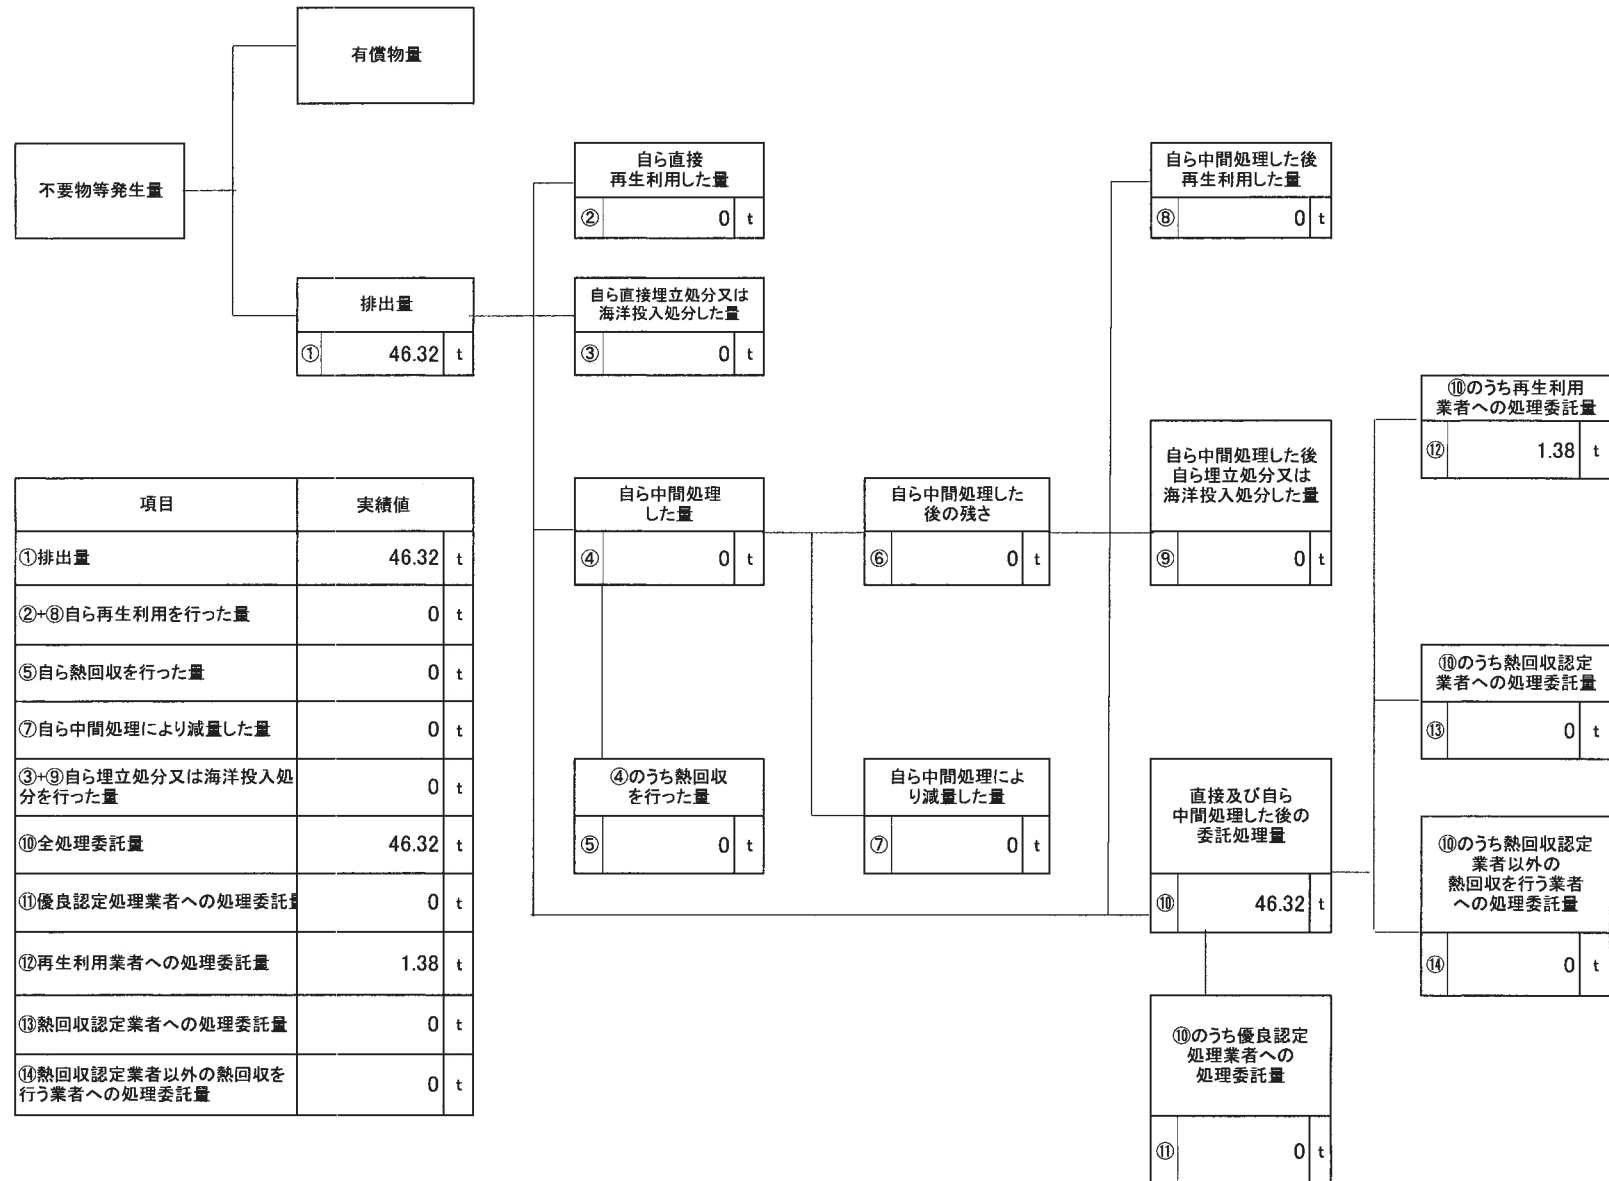 有償物量
不要物等発生量
排出量
① 46.32 t
自ら直接
再生利用した量
② 0 t
自ら直接埋立処分又は
海洋投入処分した量
③ 0 t
自ら中間処理
した量
④ 0 t
④のうち熱回収
を行った量
⑤ 0 t
自ら中間処理した
後の残さ
⑥ 0 t
自ら中間処理によ
り減量した量
⑦ 0 t
自ら中間処理した後
再生利用した量
⑧ 0 t
自ら中間処理した後
自ら埋立処分又は
海洋投入処分した量
⑨ 0 t
直接及び自ら
中間処理した後の
委託処理量
⑩ 46.32 t
⑩のうち優良認定
処理業者への
処理委託量
⑪ 0 t
⑩のうち再生利用
業者への処理委託量
⑫ 1.38 t
⑩のうち熱回収認定
業者への処理委託量
⑬ 0 t
⑩のうち熱回収認定
業者以外の
熱回収を行う業者
への処理委託量
⑭ 0 t
項目 実績値
①排出量 46.32 t
②+⑧自ら再生利用を行った量 0 t
⑤自ら熱回収を行った量 0 t
⑦自ら中間処理により減量した量 0 t
③+⑨自ら埋立処分又は海洋投入処
分を行った量 0 t
⑩全処理委託量 46.32 t
⑪優良認定処理業者への処理委託量 0 t
⑫再生利用業者への処理委託量 1.38 t
⑬熱回収認定業者への処理委託量 0 t
⑭熱回収認定業者以外の熱回収を
行う業者への処理委託量 0 t